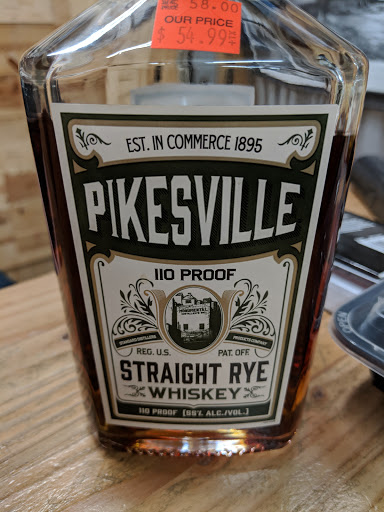 58.00
OUR PRICE
$ 54.99
EST. IN COMMERCE 1895
PIKESVILLE
110 PROOF
MONUMENTAL
REG. U.S. PAT. OFF.
STRAIGHT RYE
WHISKEY
110 PROOF (55% ALC./VOL.)